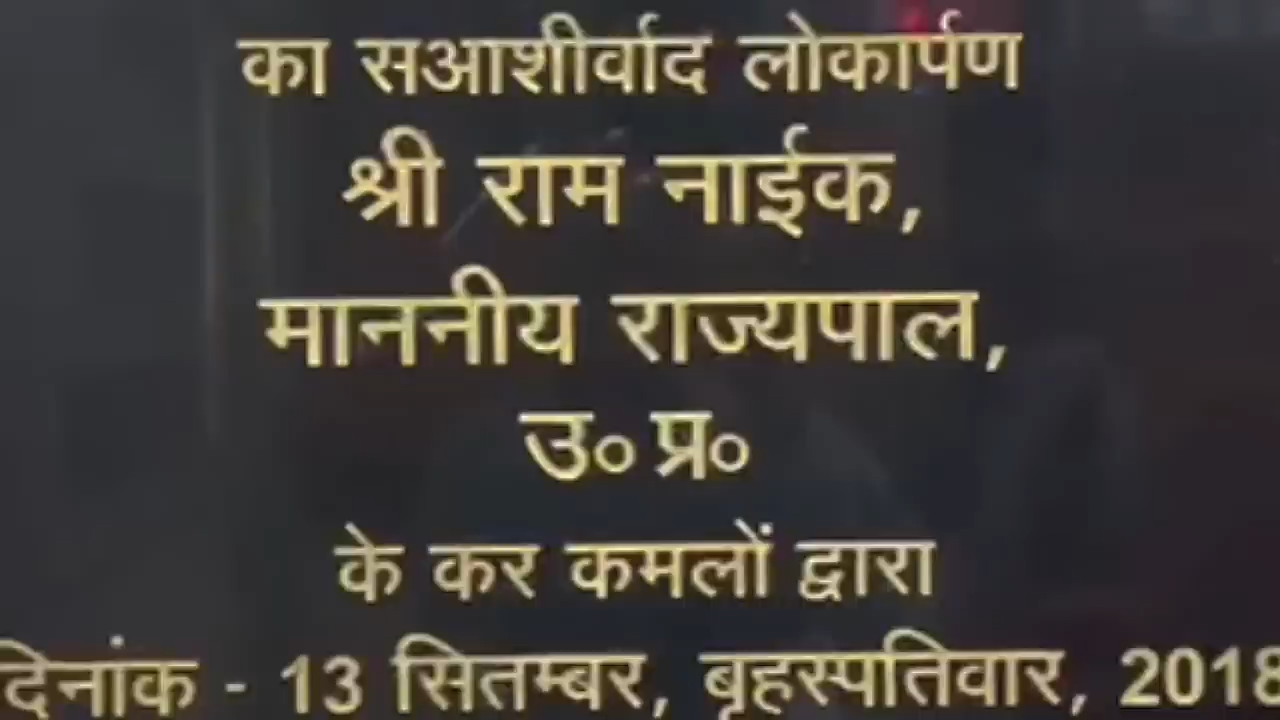 का सआशीर्वाद लोकार्पण
श्री राम नाईक,
माननीय राज्यपाल,
उ० प्र०
के कर कमलों द्वारा
दिनांक - 13 सितम्बर, बृहस्पतिवार, 2018